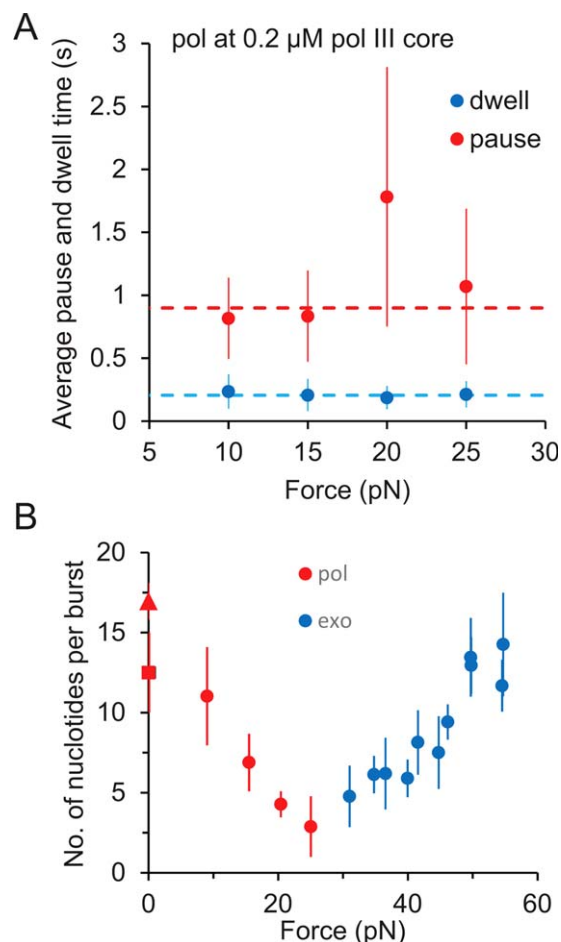 A
pol at 0.2 µM pol III core
Average pause and dwell time (s)
3
2.5
2
1.5
1
0.5
0
dwell
pause
5 10 15 20 25 30
Force (pN)
B
No. of nuclotides per burst
20
15
10
5
0
pol
exo
0 20 40 60
Force (pN)